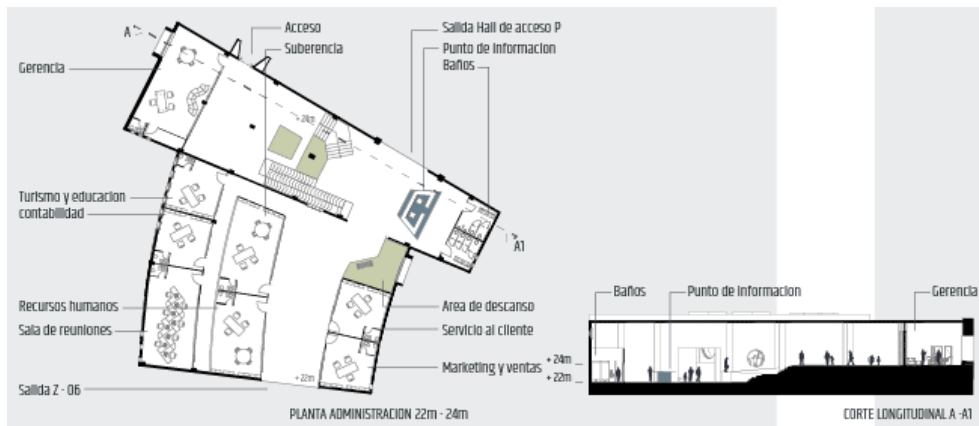 A
Acceso
Suberencia
Salida Hall de acceso P
Punto de Informacion
Baños
Gerencia
+ 24m
Turismo y educacion
contabilidad
A
A1
Recursos humanos
Sala de reuniones
Area de descanso
Servicio al cliente
Marketing y ventas
Salida Z - 06
+ 22m
PLANTA ADMINISTRACION 22m - 24m
Baños
Punto de Informacion
Gerencia
+ 24m
+ 22m
CORTE LONGITUDINAL A -A1